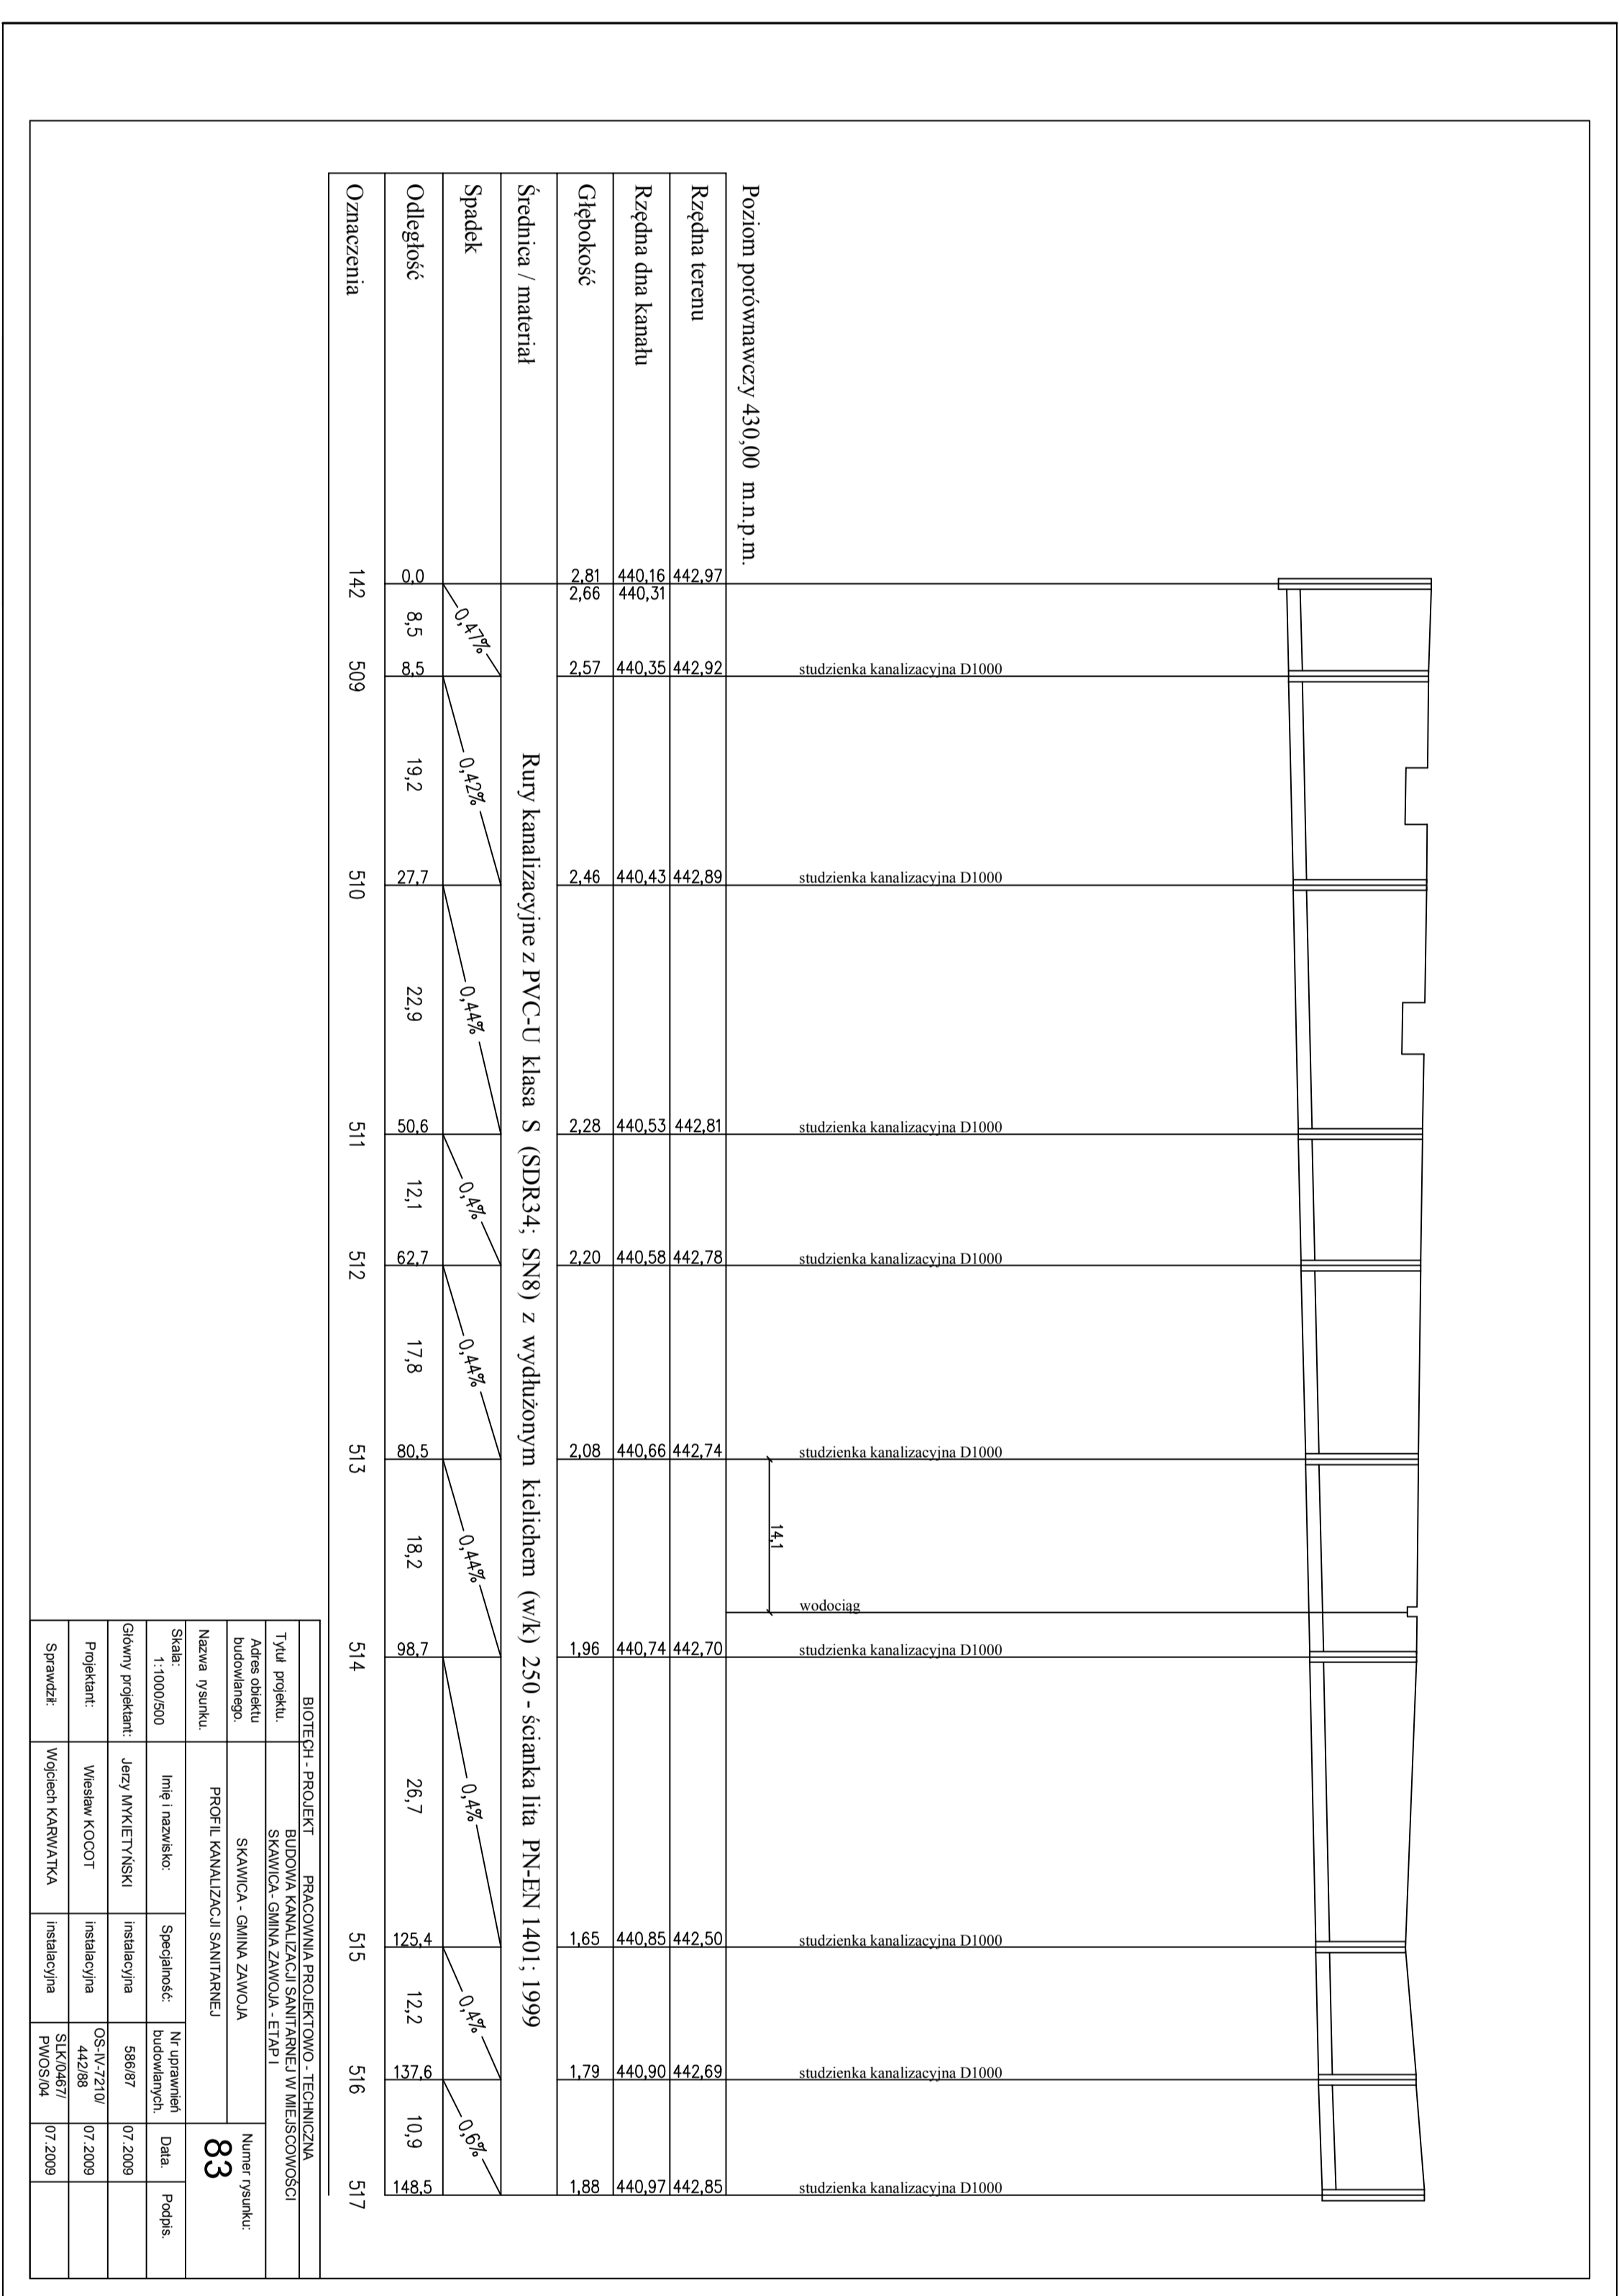 studzienka kanalizacyjna D1000
studzienka kanalizacyjna D1000
studzienka kanalizacyjna D1000
studzienka kanalizacyjna D1000
studzienka kanalizacyjna D1000
wodociąg
studzienka kanalizacyjna D1000
studzienka kanalizacyjna D1000
studzienka kanalizacyjna D1000
studzienka kanalizacyjna D1000
14,1
Poziom porównawczy 430,00 m.n.p.m.
Rzędna terenu 442,97 442,92 442,89 442,81 442,78 442,74 442,70 442,50 442,69 442,85
Rzędna dna kanału 440,16 440,31 440,35 440,43 440,53 440,58 440,66 440,74 440,85 440,90 440,97
Głębokość 2,81 2,66 2,57 2,46 2,28 2,20 2,08 1,96 1,65 1,79 1,88
Średnica / materiał Rury kanalizacyjne z PVC-U klasa S (SDR34; SN8) z wydłużonym kielichem (w/k) 250 - ścianka lita PN-EN 1401; 1999
Spadek 0,47% 0,42% 0,44% 0,4% 0,44% 0,44% 0,4% 0,4% 0,6%
Odległość 0,0 8,5 8,5 19,2 27,7 22,9 50,6 12,1 62,7 17,8 80,5 18,2 98,7 26,7 125,4 12,2 137,6 10,9 148,5
Oznaczenia 142 509 510 511 512 513 514 515 516 517
BIOTECH - PROJEKT PRACOWNIA PROJEKTOWO - TECHNICZNA
Tytuł projektu.
BUDOWA KANALIZACJI SANITARNEJ W MIEJSCOWOŚCI
SKAWICA- GMINA ZAWOJA - ETAP I
Adres obiektu
budowlanego.
SKAWICA - GMINA ZAWOJA
Numer rysunku:
83
Nazwa rysunku.
PROFIL KANALIZACJI SANITARNEJ
Skala:
1:1000/500
Imię i nazwisko:
Specjalność:
Nr uprawnień
budowlanych.
Data.
Podpis.
Główny projektant: Jerzy MYKIETYŃSKI instalacyjna 586/87 07.2009
Projektant: Wiesław KOCOT instalacyjna OS-IV-7210/
442/88 07.2009
Sprawdził: Wojciech KARWATKA instalacyjna SLK/0467/
PWOS/04 07.2009